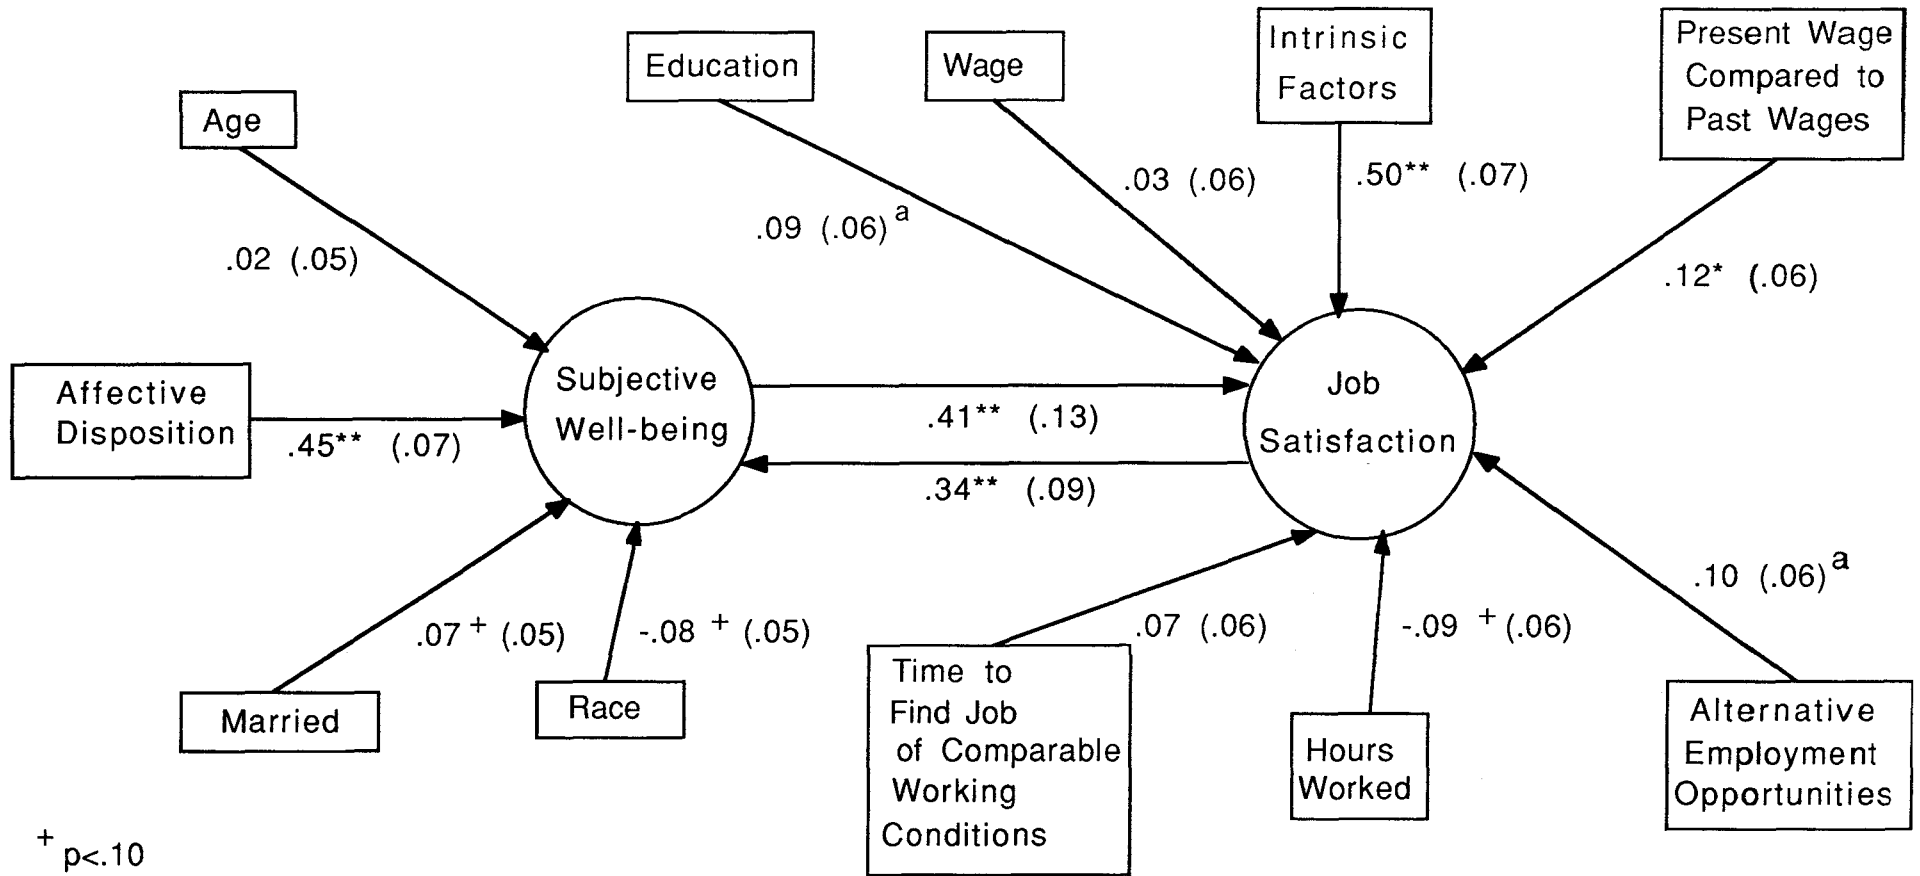 Age
Education
Wage
Intrinsic
Factors
Present Wage
Compared to
Past Wages
.02 (.05)
.09 (.06)a
.03 (.06)
.50** (.07)
.12* (.06)
Affective
Disposition
.45** (.07)
Subjective
Well-being
.41** (.13)
.34** (.09)
Job
Satisfaction
.07+ (.05)
-.08+ (.05)
.07 (.06)
-.09+ (.06)
.10 (.06)a
Married
Race
Time to
Find Job
of Comparable
Working
Conditions
Hours
Worked
Alternative
Employment
Opportunities
+ p<.10